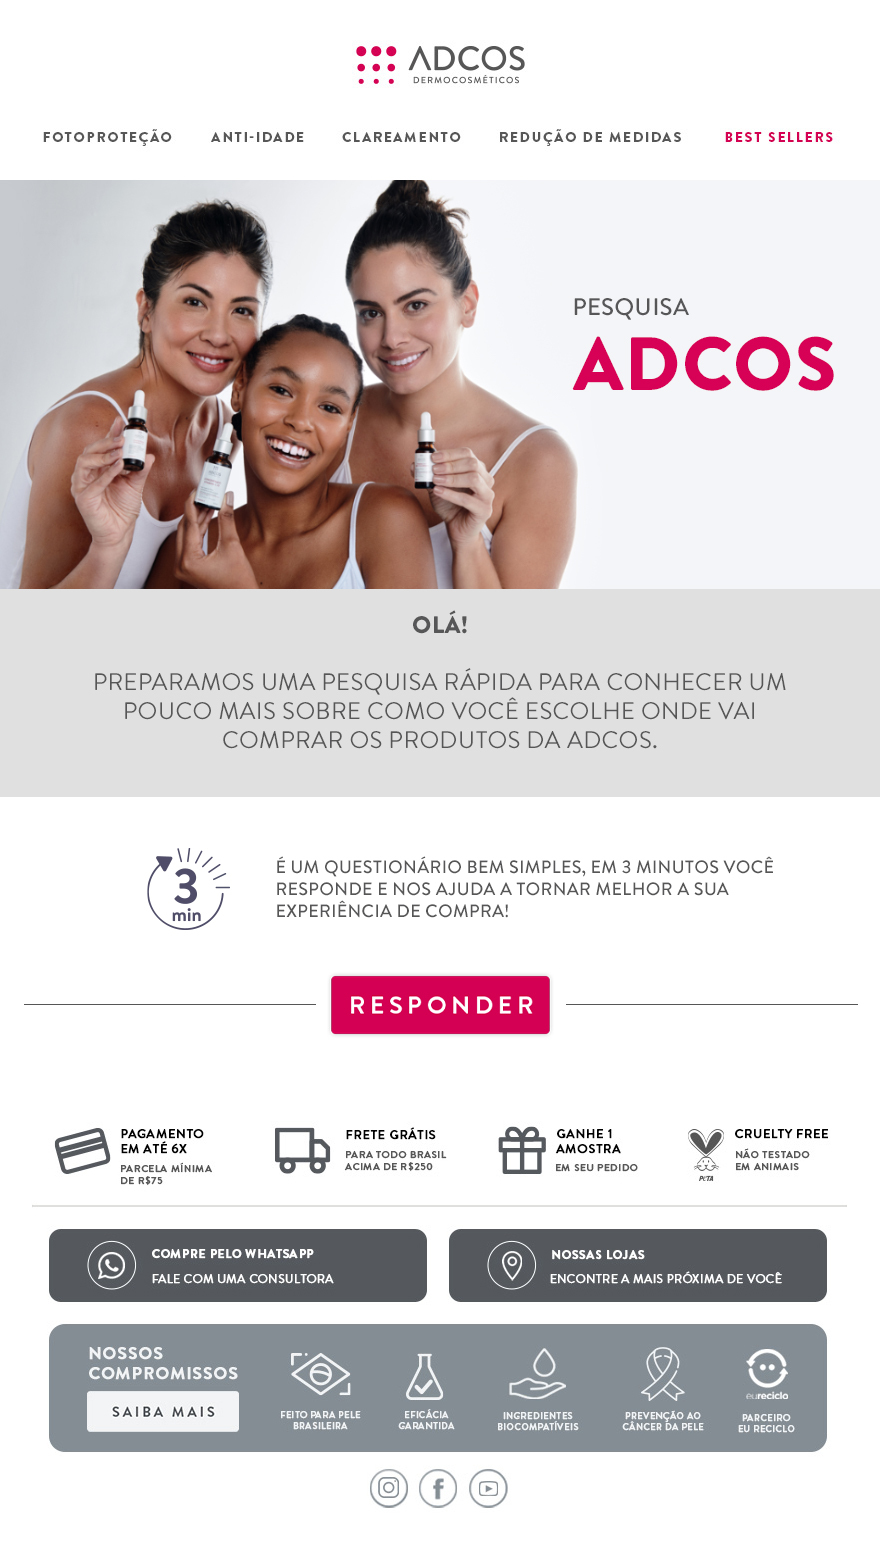 ADCOS
DERMOCOSMÉTICOS
FOTOPROTEÇÃO ANTI-IDADE CLAREAMENTO REDUÇÃO DE MEDIDAS BEST SELLERS
PESQUISA
ADCOS
OLÁ!
PREPARAMOS UMA PESQUISA RÁPIDA PARA CONHECER UM
POUCO MAIS SOBRE COMO VOCÊ ESCOLHE ONDE VAI
COMPRAR OS PRODUTOS DA ADCOS.
3
min
É UM QUESTIONÁRIO BEM SIMPLES, EM 3 MINUTOS VOCÊ
RESPONDE E NOS AJUDA A TORNAR MELHOR A SUA
EXPERIÊNCIA DE COMPRA!
RESPONDER
PAGAMENTO
EM ATÉ 6X
PARCELA MÍNIMA
DE R$75
FRETE GRÁTIS
PARA TODO BRASIL
ACIMA DE R$250
GANHE 1
AMOSTRA
EM SEU PEDIDO
PeTA
CRUELTY FREE
NÃO TESTADO
EM ANIMAIS
COMPRE PELO WHATSAPP
FALE COM UMA CONSULTORA
NOSSAS LOJAS
ENCONTRE A MAIS PRÓXIMA DE VOCÊ
NOSSOS
COMPROMISSOS
SAIBA MAIS
FEITO PARA PELE
BRASILEIRA
EFICÁCIA
GARANTIDA
INGREDIENTES
BIOCOMPATÍVEIS
PREVENÇÃO AO
CÂNCER DA PELE
eureciclo
PARCEIRO
EU RECICLO